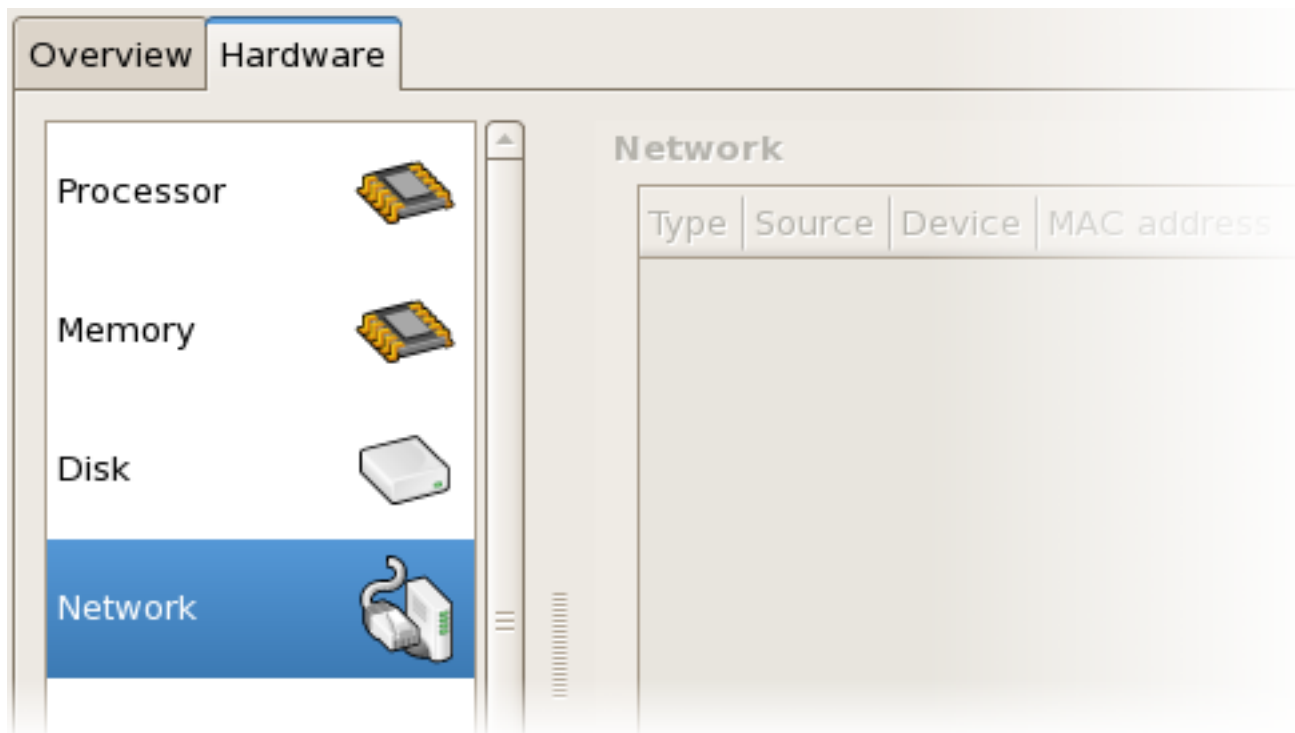 Overview Hardware
Network
Processor
Type Source Device MAC address
Memory
Disk
Network